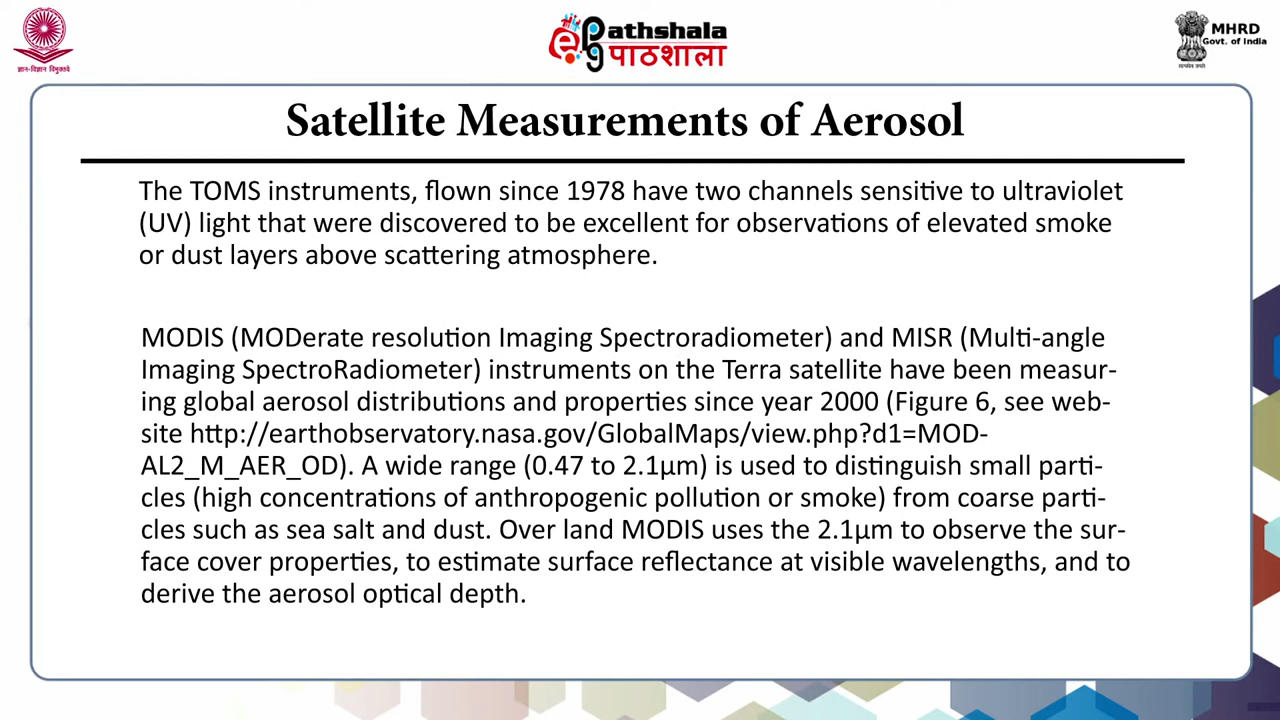 ज्ञान-विज्ञान विमुक्तये
ePg Pathshala
पाठशाला
MHRD
Govt. of India
सत्यमेव जयते
Satellite Measurements of Aerosol
The TOMS instruments, flown since 1978 have two channels sensitive to ultraviolet
(UV) light that were discovered to be excellent for observations of elevated smoke
or dust layers above scattering atmosphere.
MODIS (MODerate resolution Imaging Spectroradiometer) and MISR (Multi-angle
Imaging SpectroRadiometer) instruments on the Terra satellite have been measur-
ing global aerosol distributions and properties since year 2000 (Figure 6, see web-
site http://earthobservatory.nasa.gov/GlobalMaps/view.php?d1=MOD-
AL2_M_AER_OD). A wide range (0.47 to 2.1µm) is used to distinguish small parti-
cles (high concentrations of anthropogenic pollution or smoke) from coarse parti-
cles such as sea salt and dust. Over land MODIS uses the 2.1µm to observe the sur-
face cover properties, to estimate surface reflectance at visible wavelengths, and to
derive the aerosol optical depth.